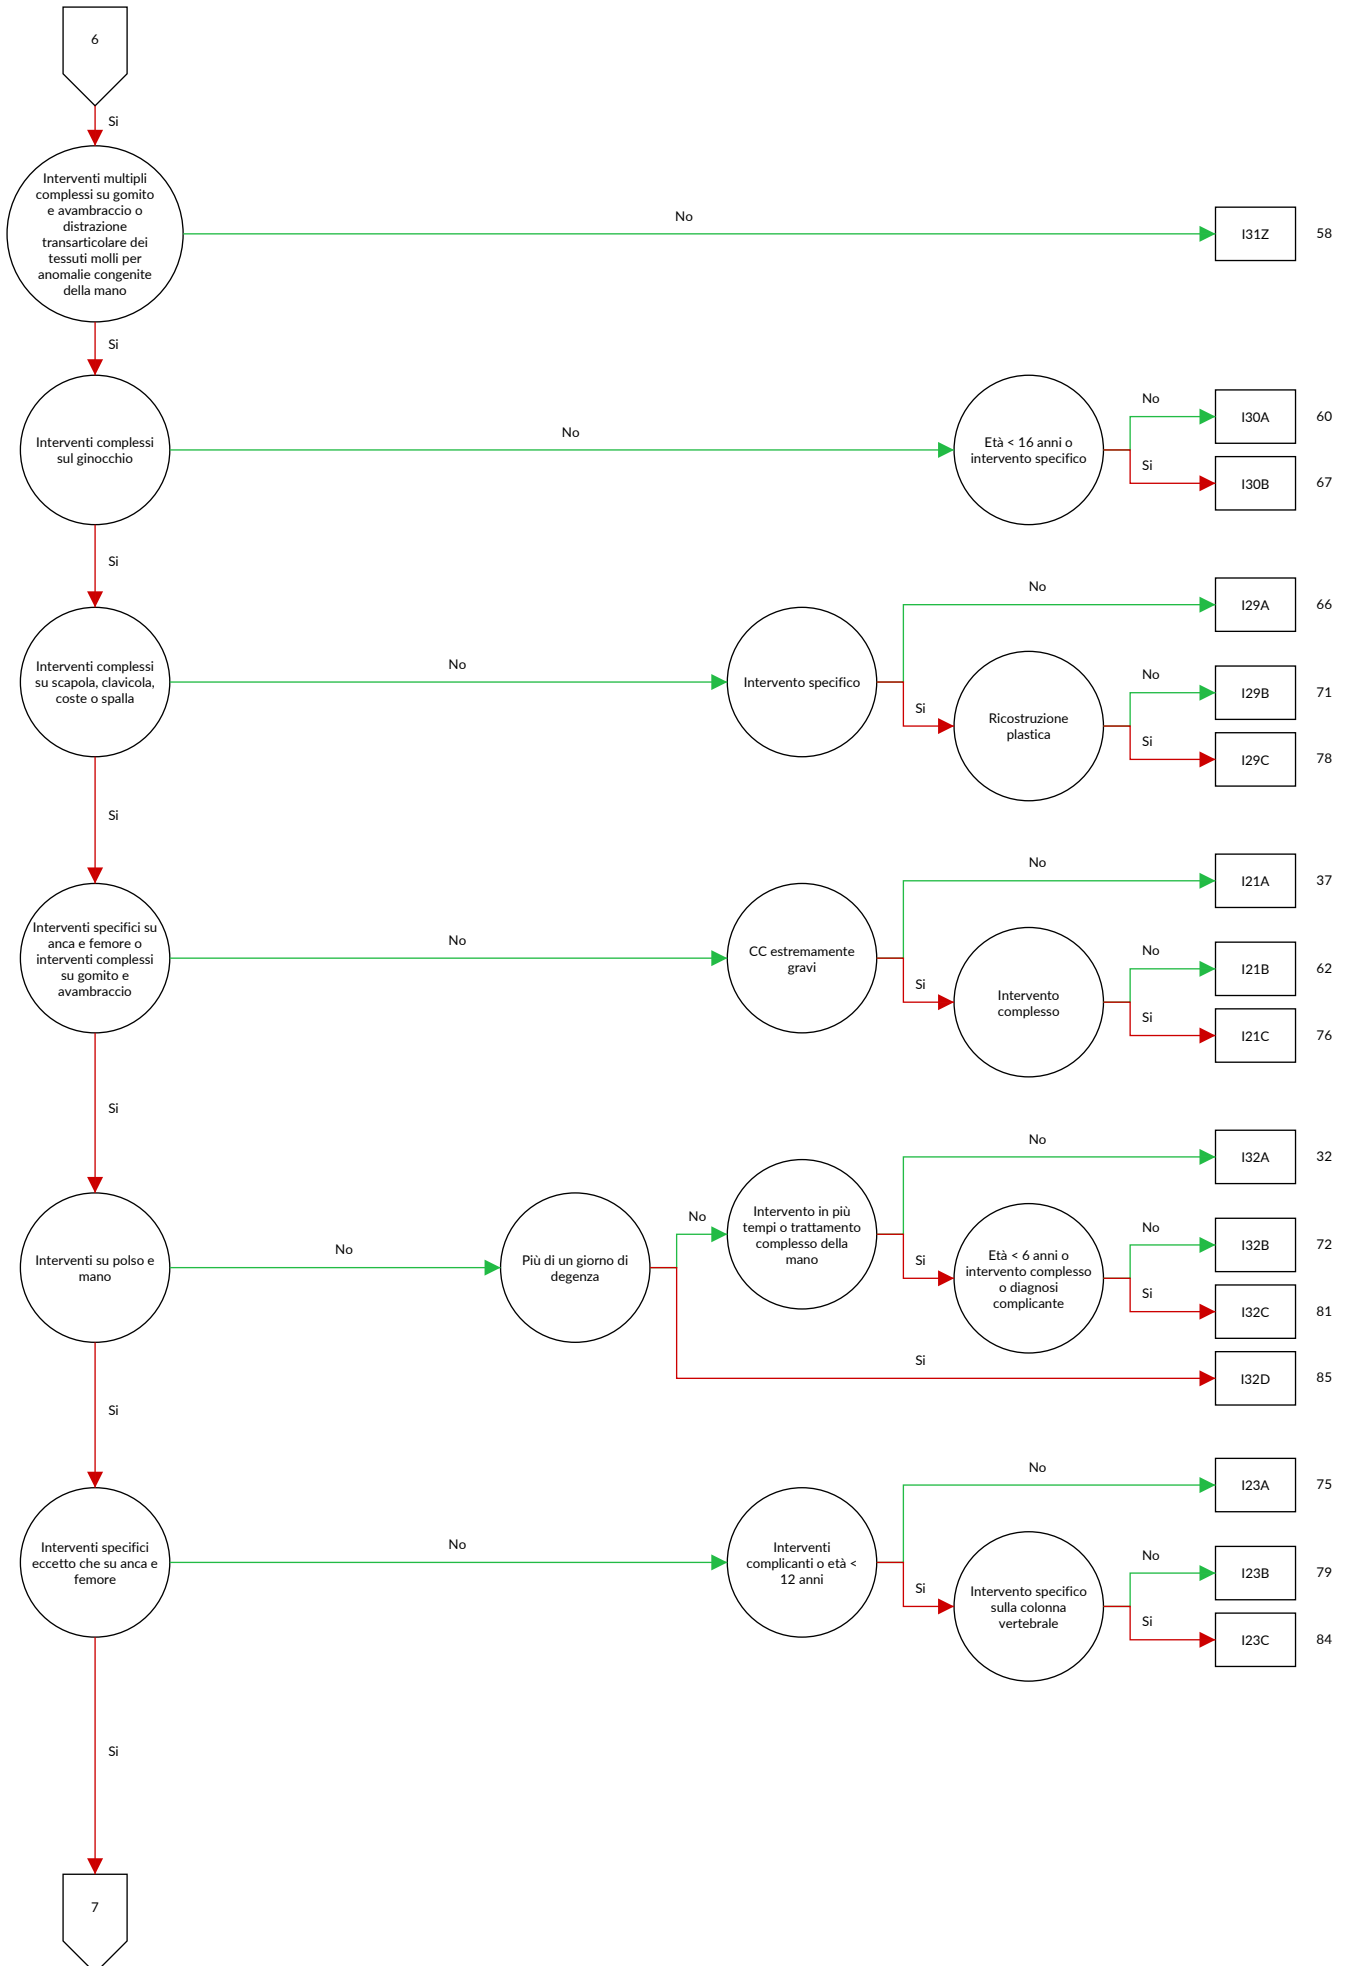 6
Si
Interventi multipli
complessi su gomito
e avambraccio o
distrazione
transarticolare dei
tessuti molli per
anomalie congenite
della mano
No
I31Z
58
Si
Interventi complessi
sul ginocchio
No
Età < 16 anni o
intervento specifico
No
I30A
60
Si
I30B
67
Si
Interventi complessi
su scapola, clavicola,
coste o spalla
No
Intervento specifico
No
I29A
66
Si
Ricostruzione
plastica
No
I29B
71
Si
I29C
78
Si
Interventi specifici su
anca e femore o
interventi complessi
su gomito e
avambraccio
No
CC estremamente
gravi
No
I21A
37
Si
Intervento
complesso
No
I21B
62
Si
I21C
76
Si
Interventi su polso e
mano
No
Più di un giorno di
degenza
No
Intervento in più
tempi o trattamento
complesso della
mano
No
I32A
32
Si
Età < 6 anni o
intervento complesso
o diagnosi
complicante
No
I32B
72
Si
I32C
81
Si
I32D
85
Si
Interventi specifici
eccetto che su anca e
femore
No
Interventi
complicanti o età <
12 anni
No
I23A
75
Si
Intervento specifico
sulla colonna
vertebrale
No
I23B
79
Si
I23C
84
Si
7